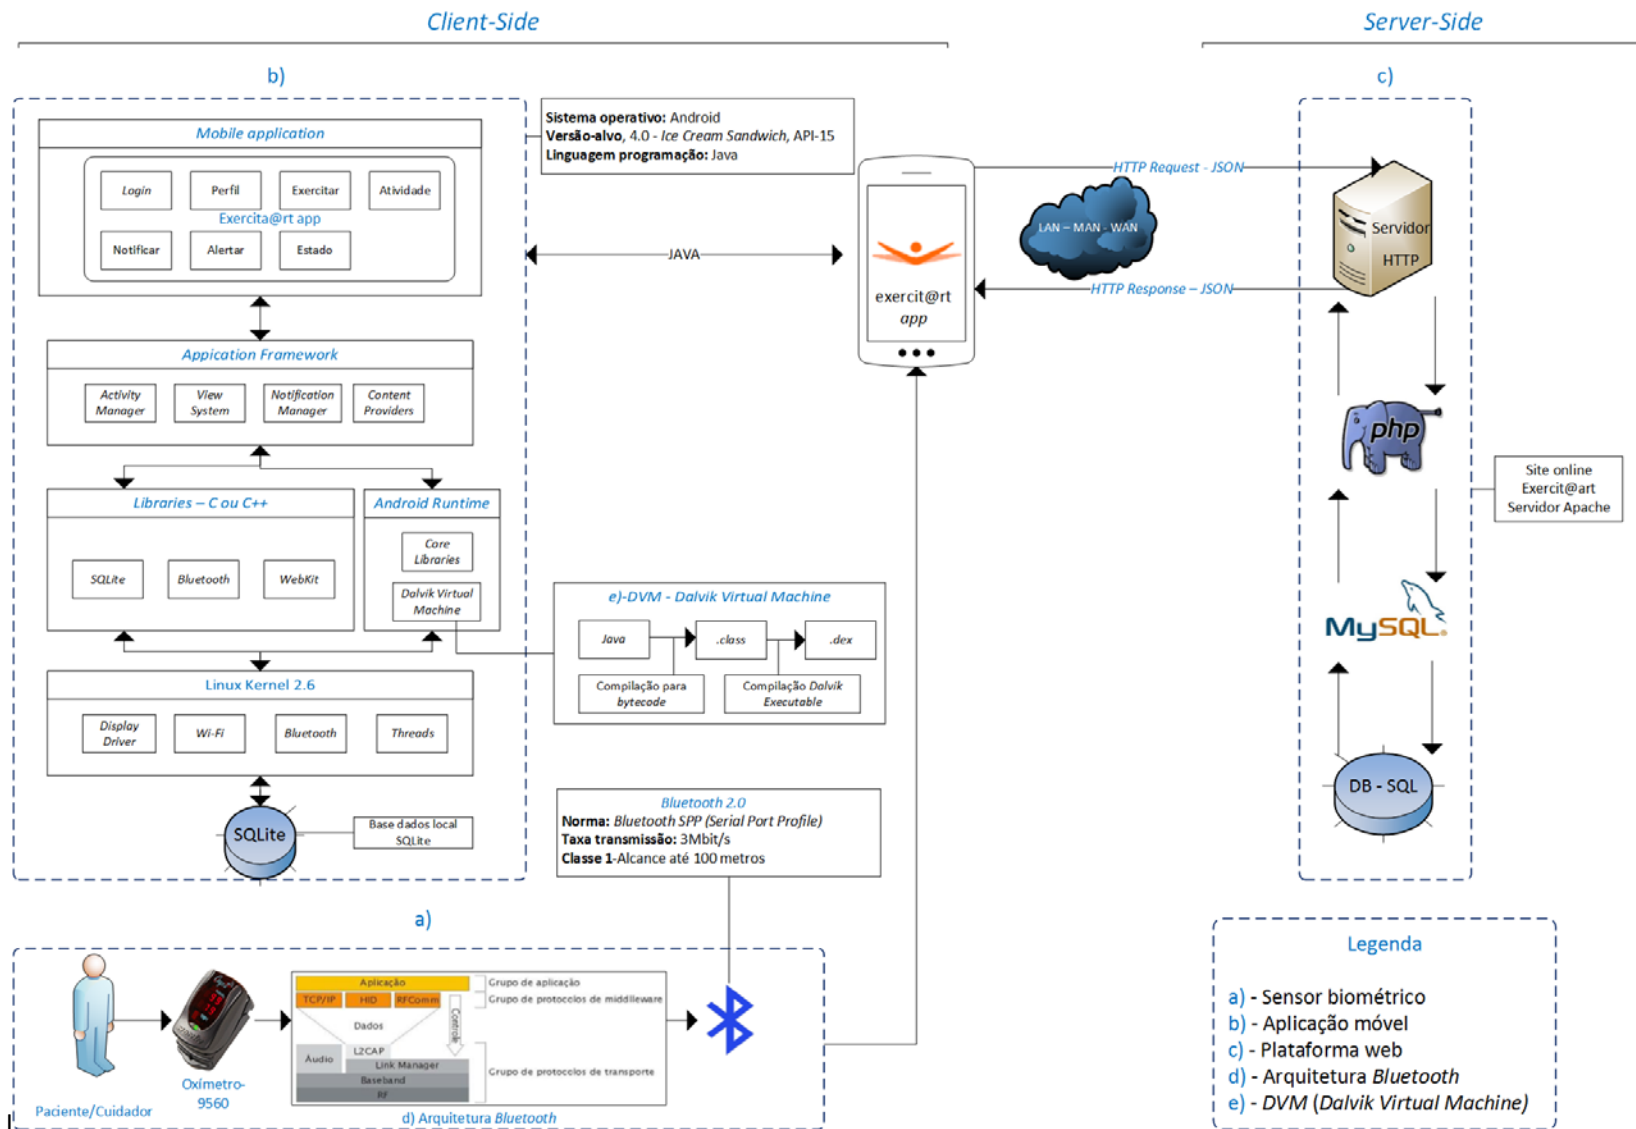 Client-Side
Server-Side
b)
c)
Mobile application
Login
Perfil
Exercitar
Atividade
Exercita@rt app
Notificar
Alertar
Estado
Sistema operativo: Android
Versão-alvo, 4.0 - Ice Cream Sandwich, API-15
Linguagem programação: Java
JAVA
exercit@rt
app
HTTP Request - JSON
LAN – MAN - WAN
HTTP Response – JSON
Servidor
HTTP
Appication Framework
Activity
Manager
View
System
Notification
Manager
Content
Providers
Libraries – C ou C++
SQLite
Bluetooth
WebKit
Android Runtime
Core
Libraries
Dalvik Virtual
Machine
e)-DVM - Dalvik Virtual Machine
Java
.class
.dex
Compilação para
bytecode
Compilação Dalvik
Executable
php
Site online
Exercit@art
Servidor Apache
MySQL
Linux Kernel 2.6
Display
Driver
Wi-Fi
Bluetooth
Threads
DB - SQL
SQLite
Base dados local
SQLite
Bluetooth 2.0
Norma: Bluetooth SPP (Serial Port Profile)
Taxa transmissão: 3Mbit/s
Classe 1-Alcance até 100 metros
a)
Paciente/Cuidador
Oxímetro-
9560
Aplicação
TCP/IP
HID
RFComm
Dados
Controle
Áudio
L2CAP
Link Manager
Baseband
RF
Grupo de aplicação
Grupo de protocolos de middlleware
Grupo de protocolos de transporte
d) Arquitetura Bluetooth
Legenda
a) - Sensor biométrico
b) - Aplicação móvel
c) - Plataforma web
d) - Arquitetura Bluetooth
e) - DVM (Dalvik Virtual Machine)